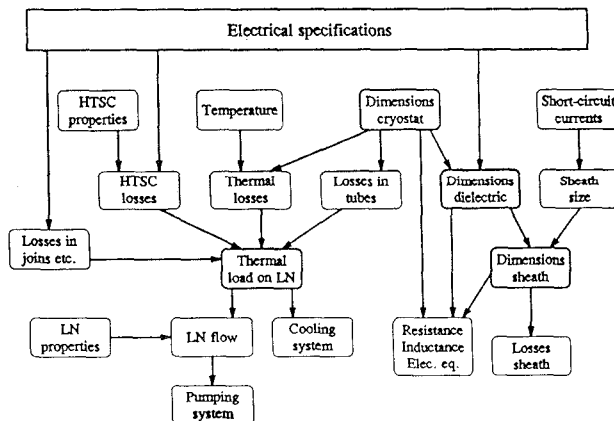 Electrical specifications
HTSC
properties
Temperature
Dimensions
cryostat
Short-circuit
currents
HTSC
losses
Thermal
losses
Losses in
tubes
Dimensions
dielectric
Sheath
size
Losses in
joins etc.
Thermal
load on LN
Dimensions
sheath
LN
properties
LN flow
Cooling
system
Resistance
Inductance
Elec. eq.
Losses
sheath
Pumping
system